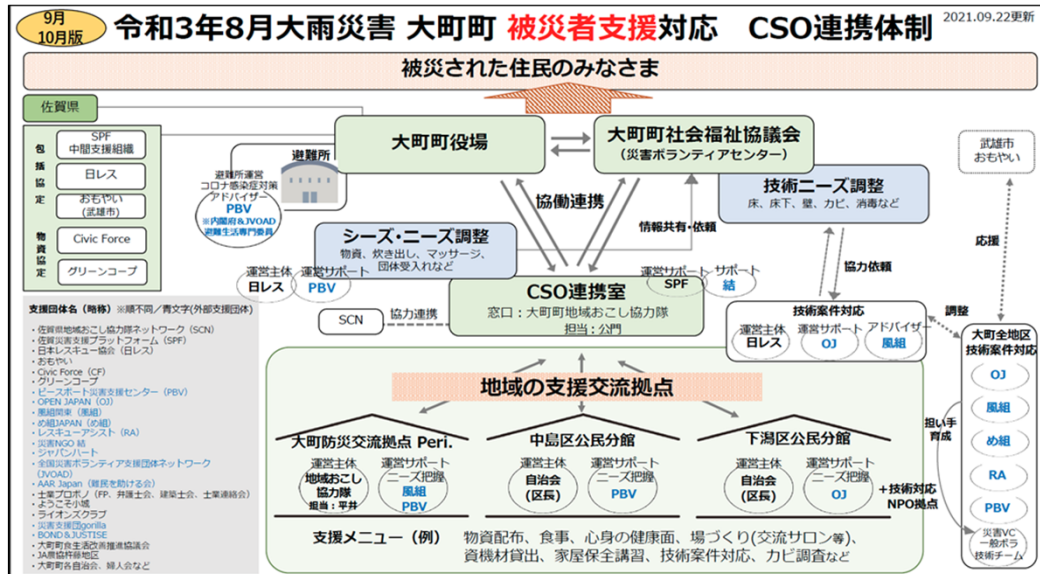 9月
10月版
令和3年8月大雨災害 大町町 被災者支援対応 CSO連携体制
2021.09.22更新
被災された住民のみなさま
佐賀県
包括協定
SPF
中間支援組織
日レス
おもやい
(武雄市)
物資協定
Civic Force
グリーンコープ
大町町役場
大町町社会福祉協議会
(災害ボランティアセンター)
避難所
避難所運営
コロナ感染症対策
アドバイザー
PBV
※内閣府&JVOAD
避難生活専門委員
協働連携
技術ニーズ調整
床、床下、壁、カビ、消毒など
武雄市
おもやい
応援
シーズ・ニーズ調整
物資、炊き出し、マッサージ、
団体受入れなど
運営主体
日レス
運営サポート
PBV
情報共有・依頼
協力依頼
運営サポート
SPF
サポート
結
CSO連携室
窓口:大町町地域おこし協力隊
担当:公門
SCN
協力連携
技術案件対応
運営主体
日レス
運営サポート
OJ
アドバイザー
風組
調整
大町全地区
技術案件対応
OJ
風組
め組
RA
PBV
災害VC
一般ボラ
技術チーム
担い手
育成
支援団体名(略称)※順不同/青文字(外部支援団体)
・佐賀県地域おこし協力隊ネットワーク(SCN)
・佐賀災害支援プラットフォーム(SPF)
・日本レスキュー協会(日レス)
・おもやい
・Civic Force(CF)
・グリーンコープ
・ピースボート災害支援センター(PBV)
・OPEN JAPAN(OJ)
・風組関東(風組)
・め組JAPAN(め組)
・レスキューアシスト(RA)
・災害NGO 結
・ジャパンハート
・全国災害ボランティア支援団体ネットワーク
(JVOAD)
・AAR Japan(難民を助ける会)
・士業プロボノ(FP、弁護士会、建築士会、士業連絡会)
・ようこそ小城
・ライオンズクラブ
・災害支援団gorilla
・BOND&JUSTISE
・大町町食生活改善推進協議会
・JA農協杵藤地区
・大町町各自治会、婦人会など
地域の支援交流拠点
大町防災交流拠点 Peri.
運営主体
地域おこし
協力隊
担当:平井
運営サポート
ニーズ把握
風組
PBV
中島区公民分館
運営主体
自治会
(区長)
運営サポート
ニーズ把握
PBV
下潟区公民分館
運営主体
自治会
(区長)
運営サポート
ニーズ把握
OJ
+技術対応
NPO拠点
支援メニュー(例)
物資配布、食事、心身の健康面、場づくり(交流サロン等)、
資機材貸出、家屋保全講習、技術案件対応、カビ調査など